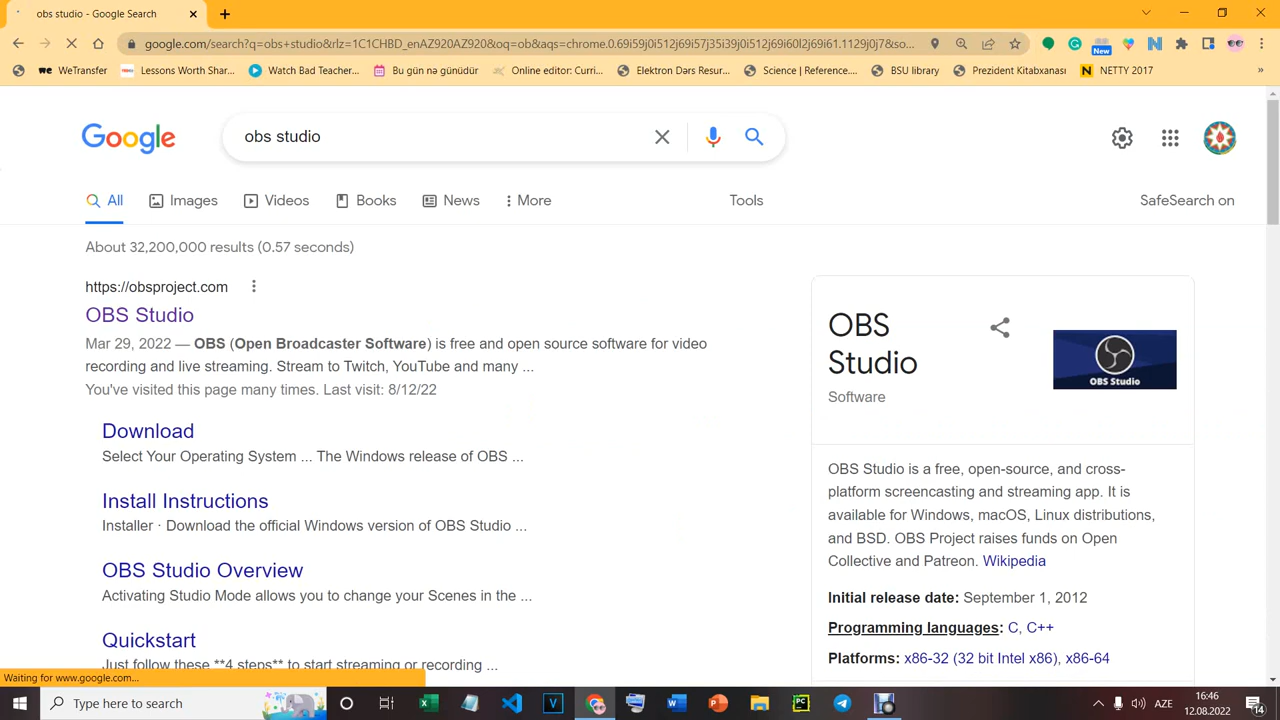 obs studio - Google Search
google.com/search?q=obs+studio&rlz=1C1CHBD_enAZ920AZ920&oq=ob&aqs=chrome.0.69i59j0i512j69i57j35i39j0i512j69i60l2j69i61.1129j0j7&so...
New
WeTransfer
Lessons Worth Shar...
Watch Bad Teacher...
Bu gün nə günüdür
Online editor: Curri...
Elektron Dərs Resur...
Science | Reference....
BSU library
Prezident Kitabxanası
NETTY 2017
»
Google
obs studio
All
Images
Videos
Books
News
More
Tools
SafeSearch on
About 32,200,000 results (0.57 seconds)
https://obsproject.com
OBS Studio
Mar 29, 2022 — OBS (Open Broadcaster Software) is free and open source software for video
recording and live streaming. Stream to Twitch, YouTube and many ...
You've visited this page many times. Last visit: 8/12/22
Download
Select Your Operating System ... The Windows release of OBS ...
Install Instructions
Installer · Download the official Windows version of OBS Studio ...
OBS Studio Overview
Activating Studio Mode allows you to change your Scenes in the ...
Quickstart
Just follow these **4 steps** to start streaming or recording ...
OBS
Studio
Software
OBS Studio
OBS Studio is a free, open-source, and cross-
platform screencasting and streaming app. It is
available for Windows, macOS, Linux distributions,
and BSD. OBS Project raises funds on Open
Collective and Patreon. Wikipedia
Initial release date: September 1, 2012
Programming languages: C, C++
Platforms: x86-32 (32 bit Intel x86), x86-64
Waiting for www.google.com...
Type here to search
AZE
16:46
12.08.2022
14